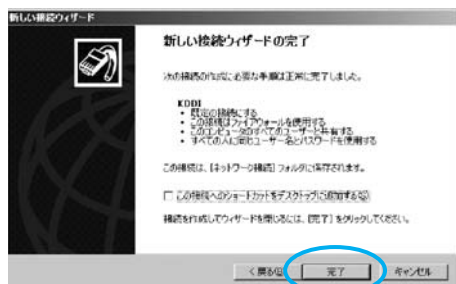 新しい接続ウィザード
新しい接続ウィザードの完了
次の接続の作成に必要な手順は正常に完了しました。
KDDI
• 既定の接続にする
• この接続はファイアウォールを使用する
• このコンピュータのすべてのユーザーと共有する
• すべての人に同じユーザー名とパスワードを使用する
この接続は、[ネットワーク接続] フォルダに保存されます。
この接続へのショートカットをデスクトップに追加する(S)
接続を作成してウィザードを閉じるには、[完了] をクリックしてください。
< 戻る(B)
完了
キャンセル